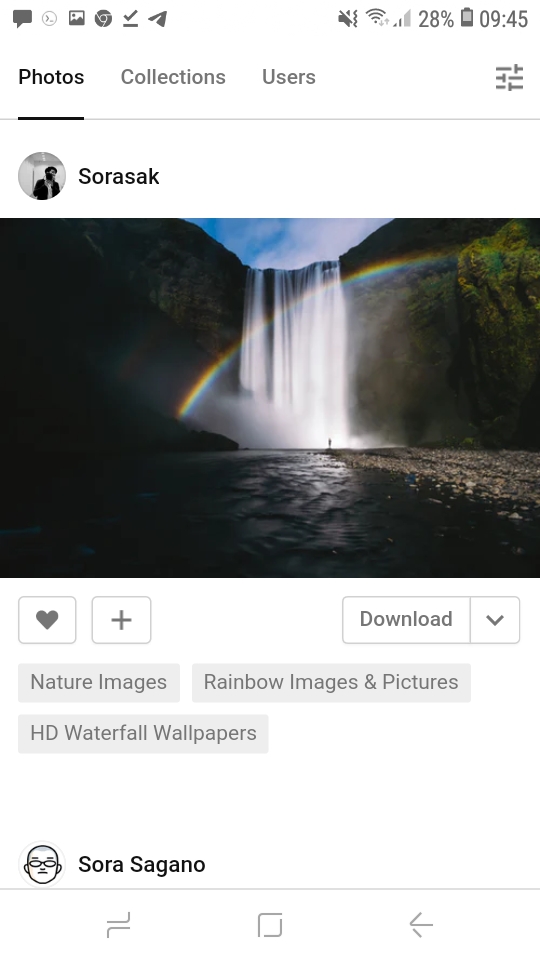 28% 09:45
Photos Collections Users
Sorasak
Download
Nature Images Rainbow Images & Pictures
HD Waterfall Wallpapers
Sora Sagano